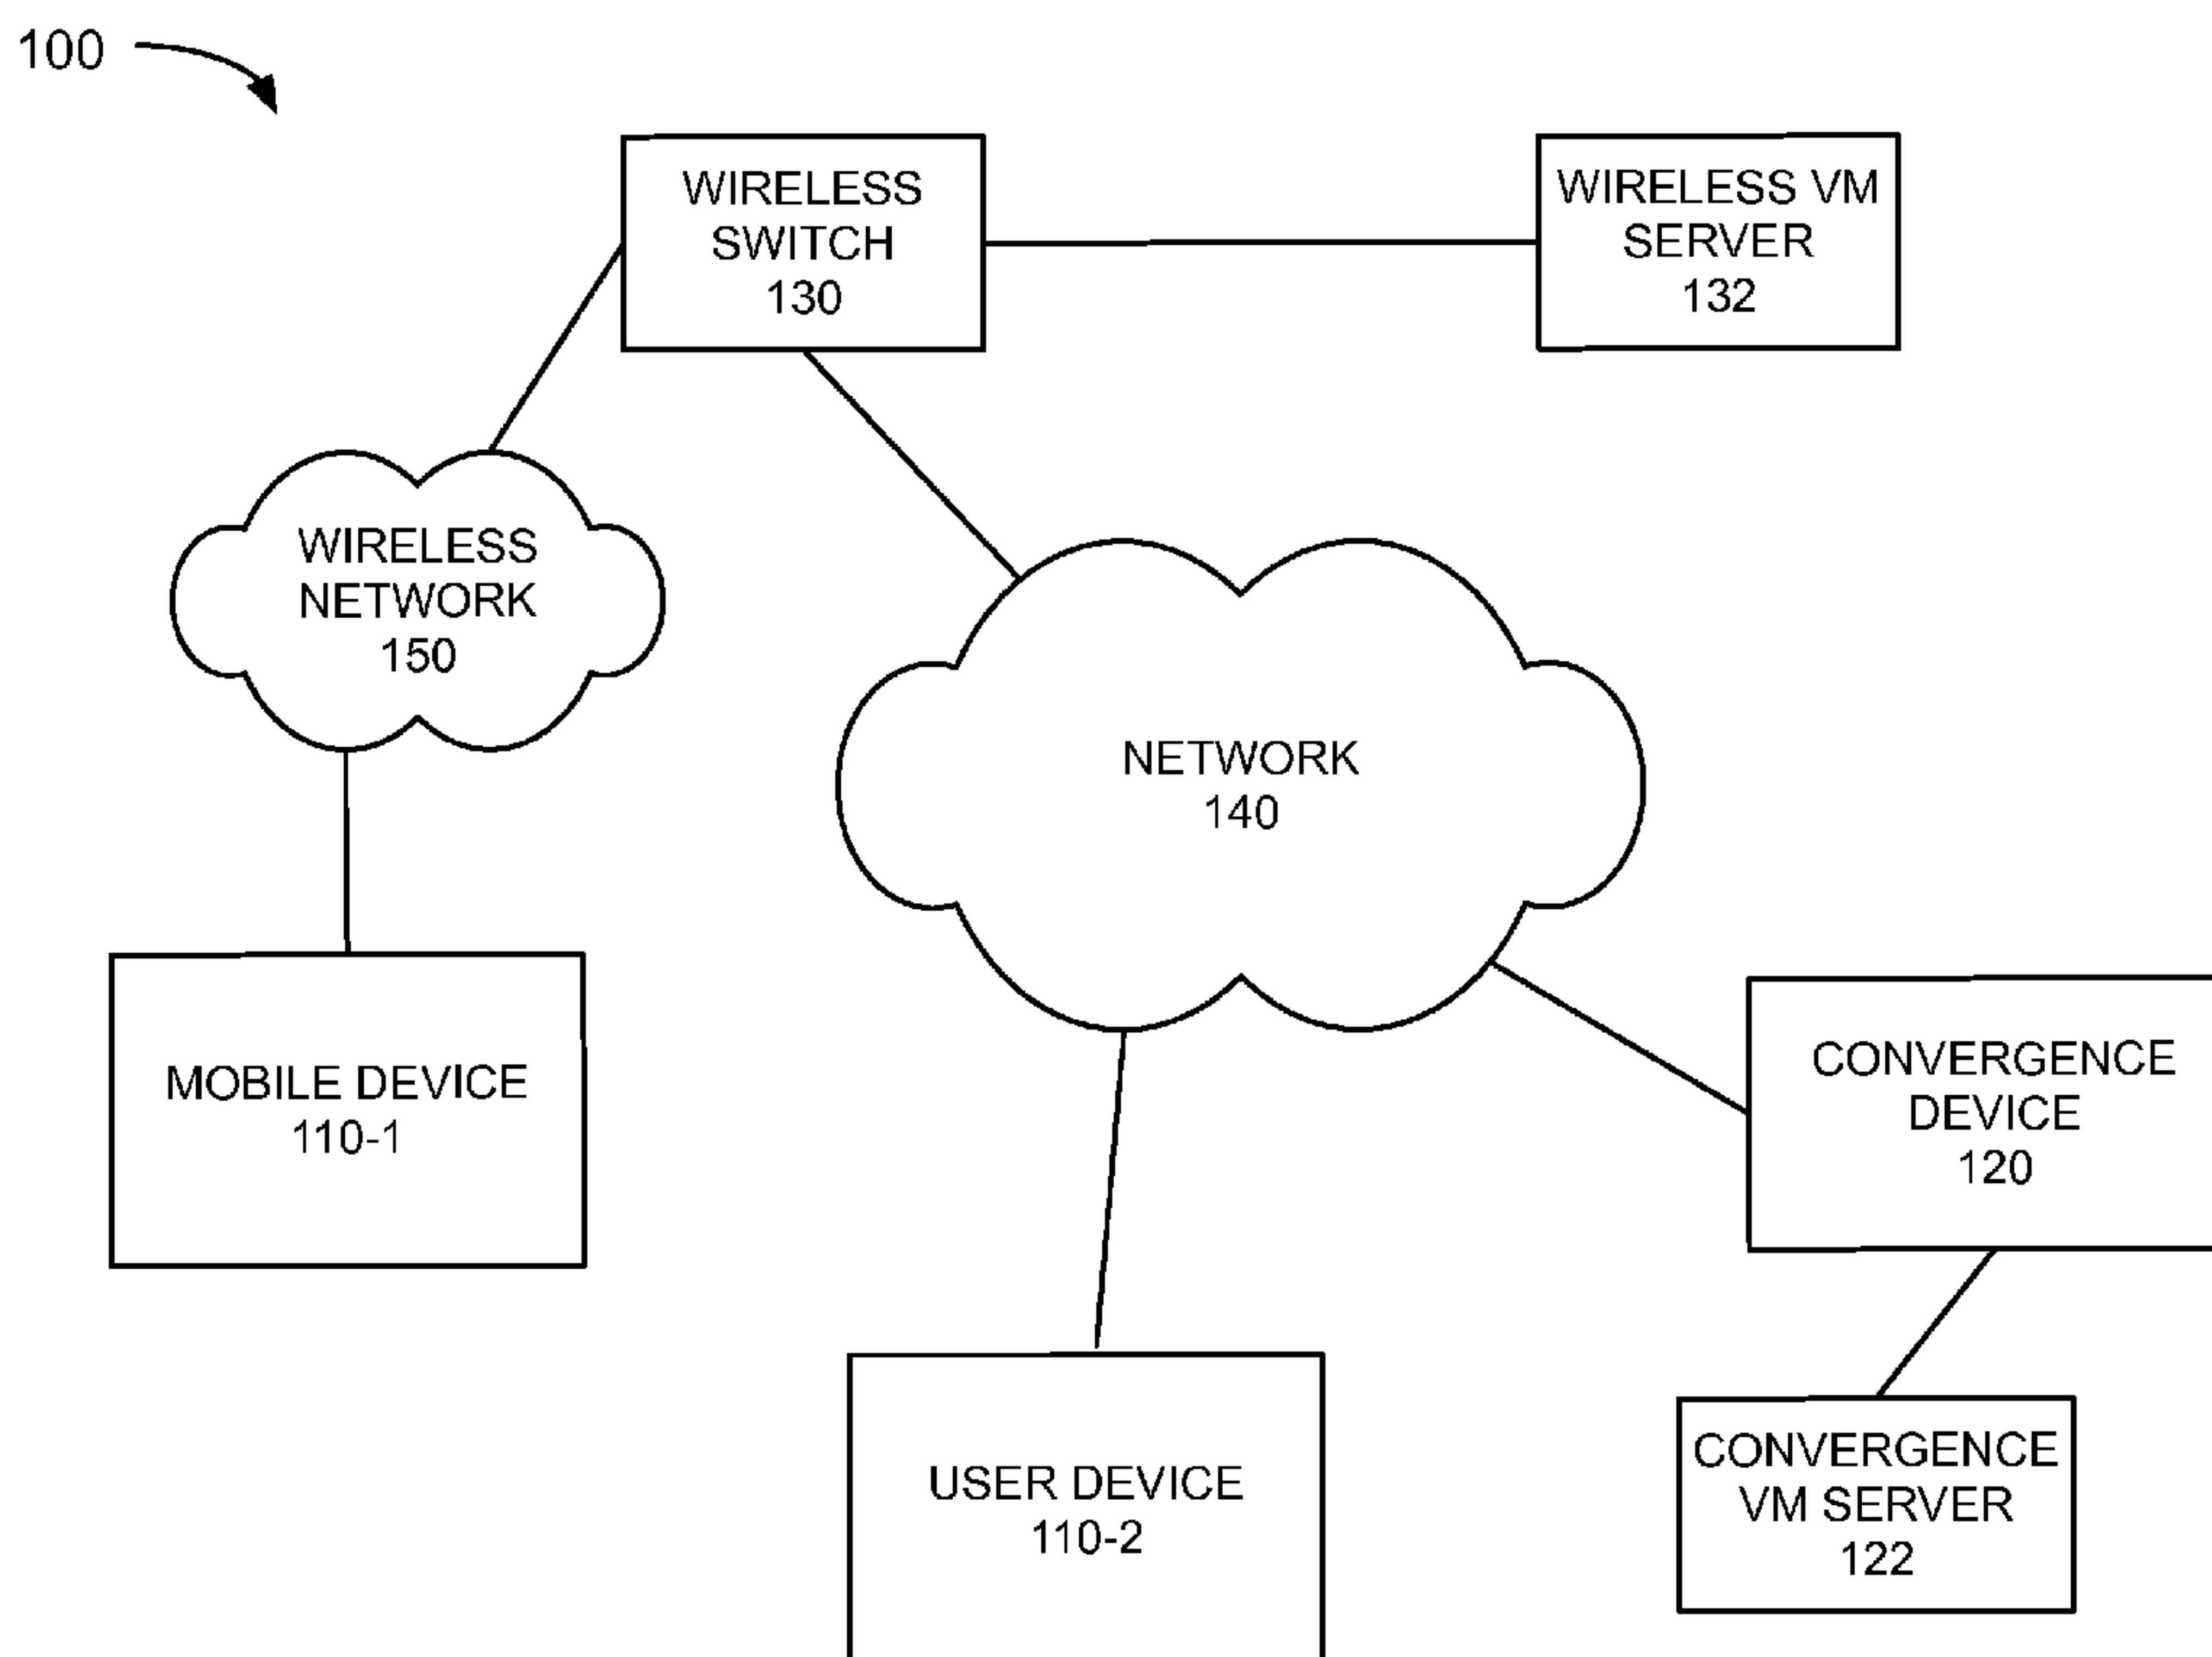 100
WIRELESS
SWITCH
130
WIRELESS VM
SERVER
132
WIRELESS
NETWORK
150
NETWORK
140
MOBILE DEVICE
110-1
CONVERGENCE
DEVICE
120
USER DEVICE
110-2
CONVERGENCE
VM SERVER
122